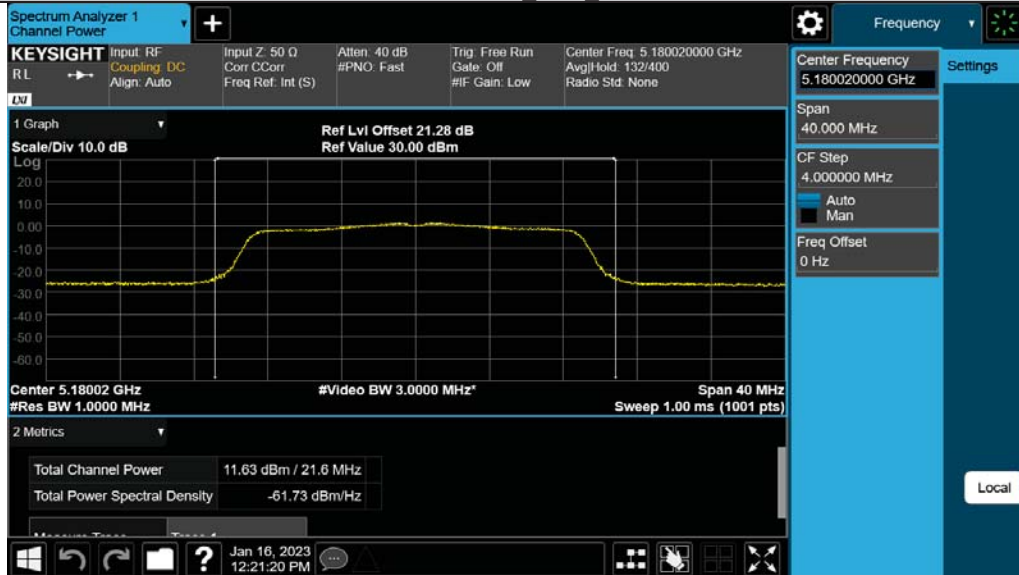 Spectrum Analyzer 1
Channel Power
+
Frequency
KEYSIGHT
RL
LXI
Input: RF
Coupling: DC
Align: Auto
Input Z: 50 Ω
Corr CCorr
Freq Ref: Int (S)
Atten: 40 dB
#PNO: Fast
Trig: Free Run
Gate: Off
#IF Gain: Low
Center Freq: 5.180020000 GHz
Avg|Hold: 132/400
Radio Std: None
Center Frequency
5.180020000 GHz
Settings
Span
40.000 MHz
CF Step
4.000000 MHz
Auto
Man
Freq Offset
0 Hz
Local
1 Graph
Scale/Div 10.0 dB
Ref Lvl Offset 21.28 dB
Ref Value 30.00 dBm
Log
20.0
10.0
0.00
-10.0
-20.0
-30.0
-40.0
-50.0
-60.0
Center 5.18002 GHz
#Video BW 3.0000 MHz*
Span 40 MHz
#Res BW 1.0000 MHz
Sweep 1.00 ms (1001 pts)
2 Metrics
Total Channel Power 11.63 dBm / 21.6 MHz
Total Power Spectral Density -61.73 dBm/Hz
?
Jan 16, 2023
12:21:20 PM